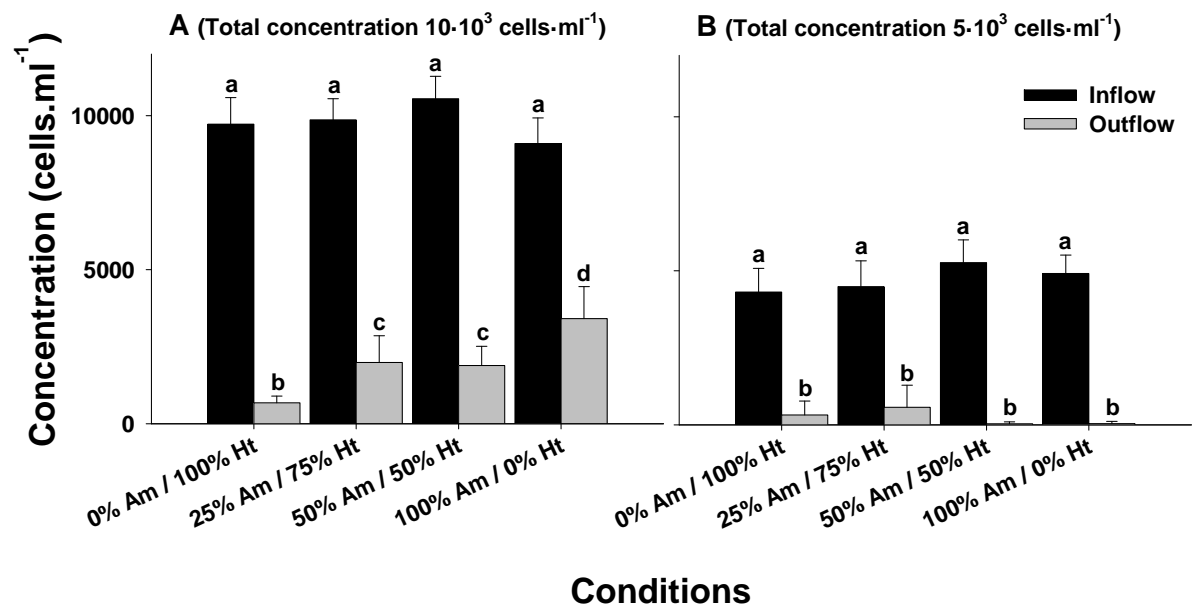 A (Total concentration 10·10³ cells·ml⁻¹)
B (Total concentration 5·10³ cells·ml⁻¹)
Concentration (cells.ml⁻¹)
10000
5000
0
a
a
a
a
b
c
c
d
a
a
a
a
b
b
b
b
Inflow
Outflow
0% Am / 100% Ht
25% Am / 75% Ht
50% Am / 50% Ht
100% Am / 0% Ht
0% Am / 100% Ht
25% Am / 75% Ht
50% Am / 50% Ht
100% Am / 0% Ht
Conditions